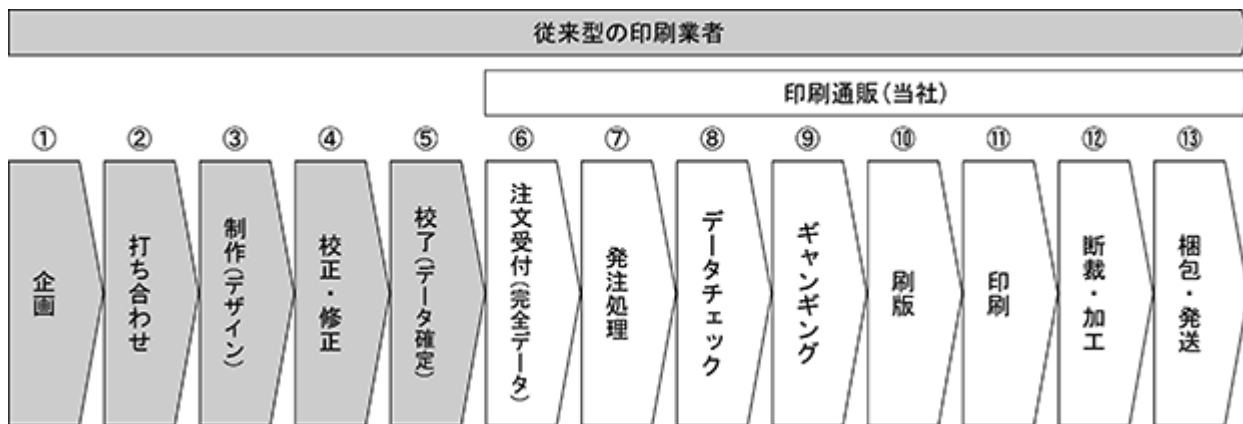 従来型の印刷業者
印刷通販(当社)
①
②
③
④
⑤
⑥
⑦
⑧
⑨
⑩
⑪
⑫
⑬
企画
打ち合わせ
制作(デザイン)
校正・修正
校了(データ確定)
注文受付(完全データ)
発注処理
データチェック
ギャンギング
刷版
印刷
断裁・加工
梱包・発送